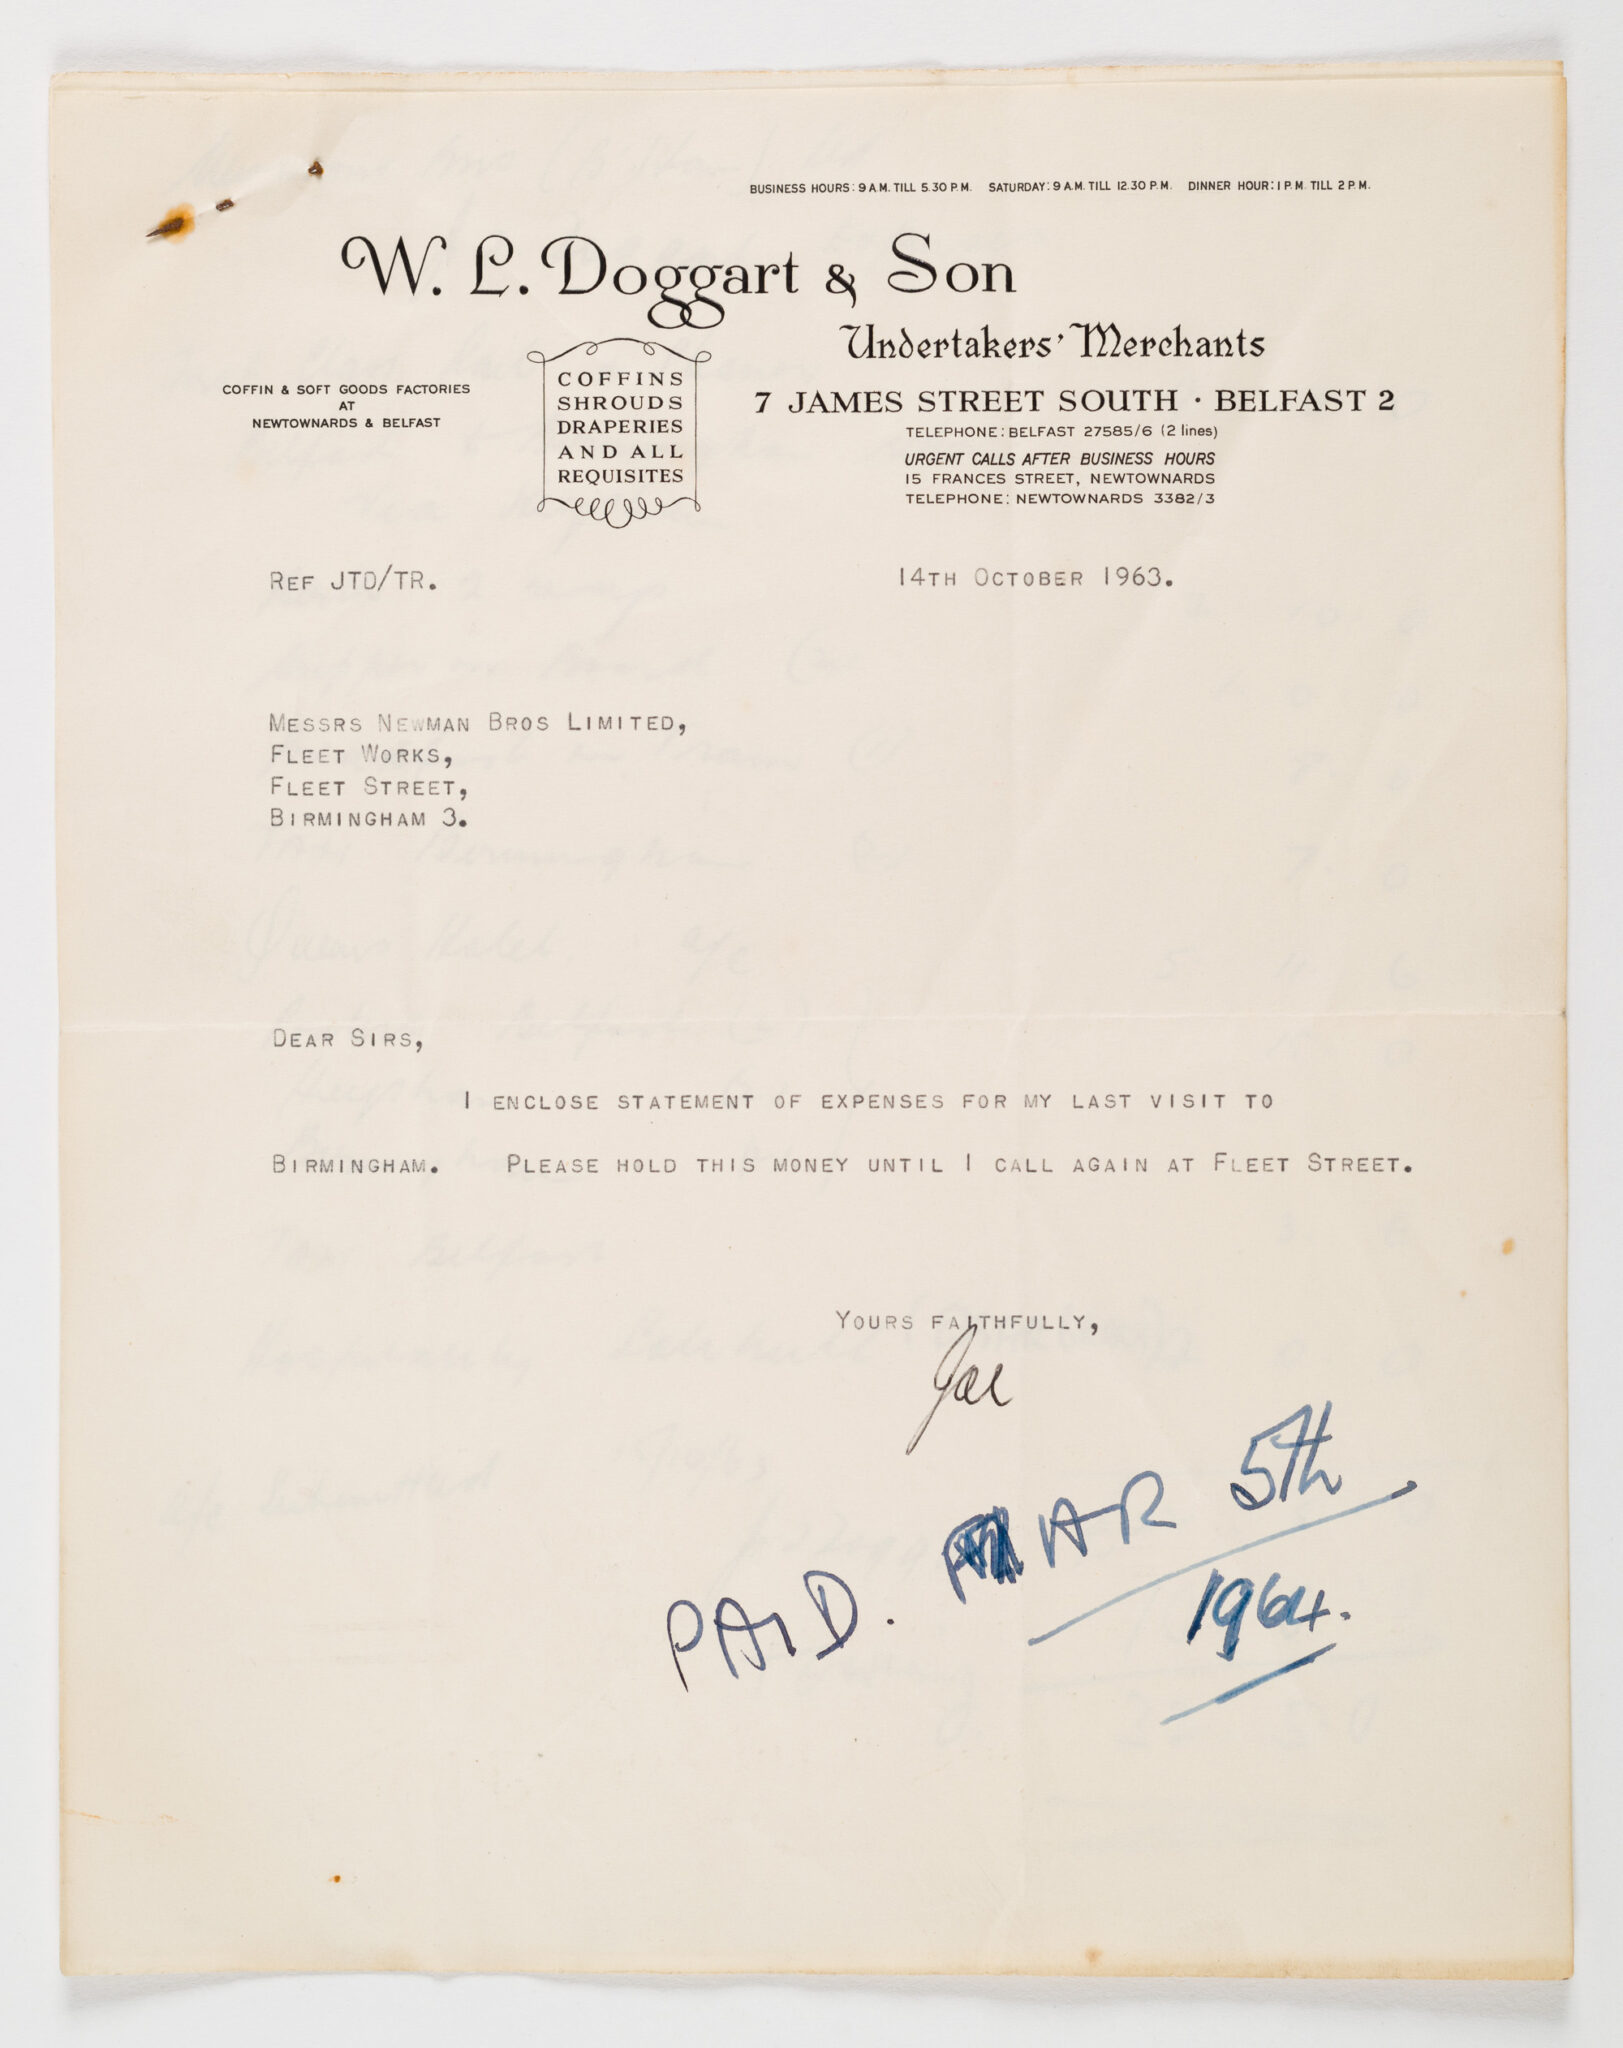 BUSINESS HOURS: 9 A.M. TILL 5.30 P.M. SATURDAY: 9 A.M. TILL 12.30 P.M. DINNER HOUR: 1 P.M. TILL 2 P.M.
W. L. Doggart & Son
Undertakers' Merchants
COFFIN & SOFT GOODS FACTORIES
AT
NEWTOWNARDS & BELFAST
COFFINS
SHROUDS
DRAPERIES
AND ALL
REQUISITES
7 JAMES STREET SOUTH · BELFAST 2
TELEPHONE: BELFAST 27585/6 (2 lines)
URGENT CALLS AFTER BUSINESS HOURS
15 FRANCES STREET, NEWTOWNARDS
TELEPHONE: NEWTOWNARDS 3382/3
REF JTD/TR. 14TH OCTOBER 1963.
MESSRS NEWMAN BROS LIMITED,
FLEET WORKS,
FLEET STREET,
BIRMINGHAM 3.
DEAR SIRS,
I ENCLOSE STATEMENT OF EXPENSES FOR MY LAST VISIT TO
BIRMINGHAM. PLEASE HOLD THIS MONEY UNTIL I CALL AGAIN AT FLEET STREET.
YOURS FAITHFULLY,
Joe
PAID. MAR 5th
1964.